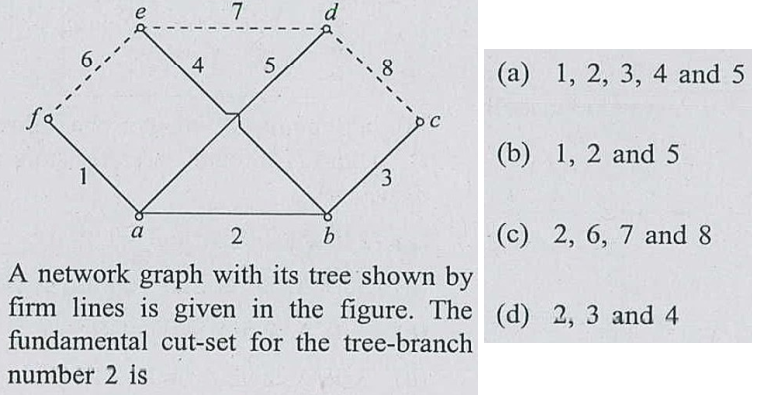 e 7 d
6 4 5 8
f c
1 3
a 2 b
A network graph with its tree shown by
firm lines is given in the figure. The
fundamental cut-set for the tree-branch
number 2 is
(a) 1, 2, 3, 4 and 5
(b) 1, 2 and 5
(c) 2, 6, 7 and 8
(d) 2, 3 and 4